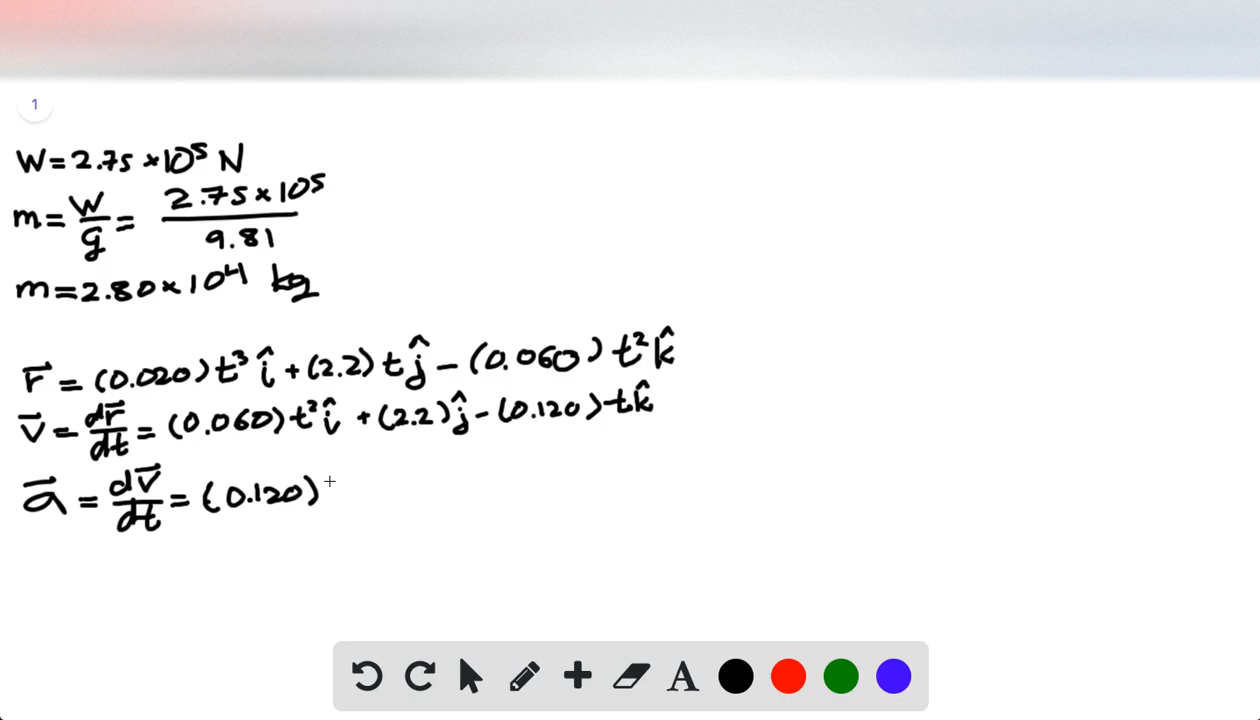 1
W = 2.75 × 10⁵ N
m = W/g = 2.75 × 10⁵/9.81
m = 2.80 × 10⁴ kg
r⃗ = (0.020) t³ î + (2.2) t ĵ − (0.060) t² k̂
v⃗ = dr⃗/dt = (0.060) t² î + (2.2) ĵ − (0.120) t k̂
a⃗ = dv⃗/dt = (0.120)
A